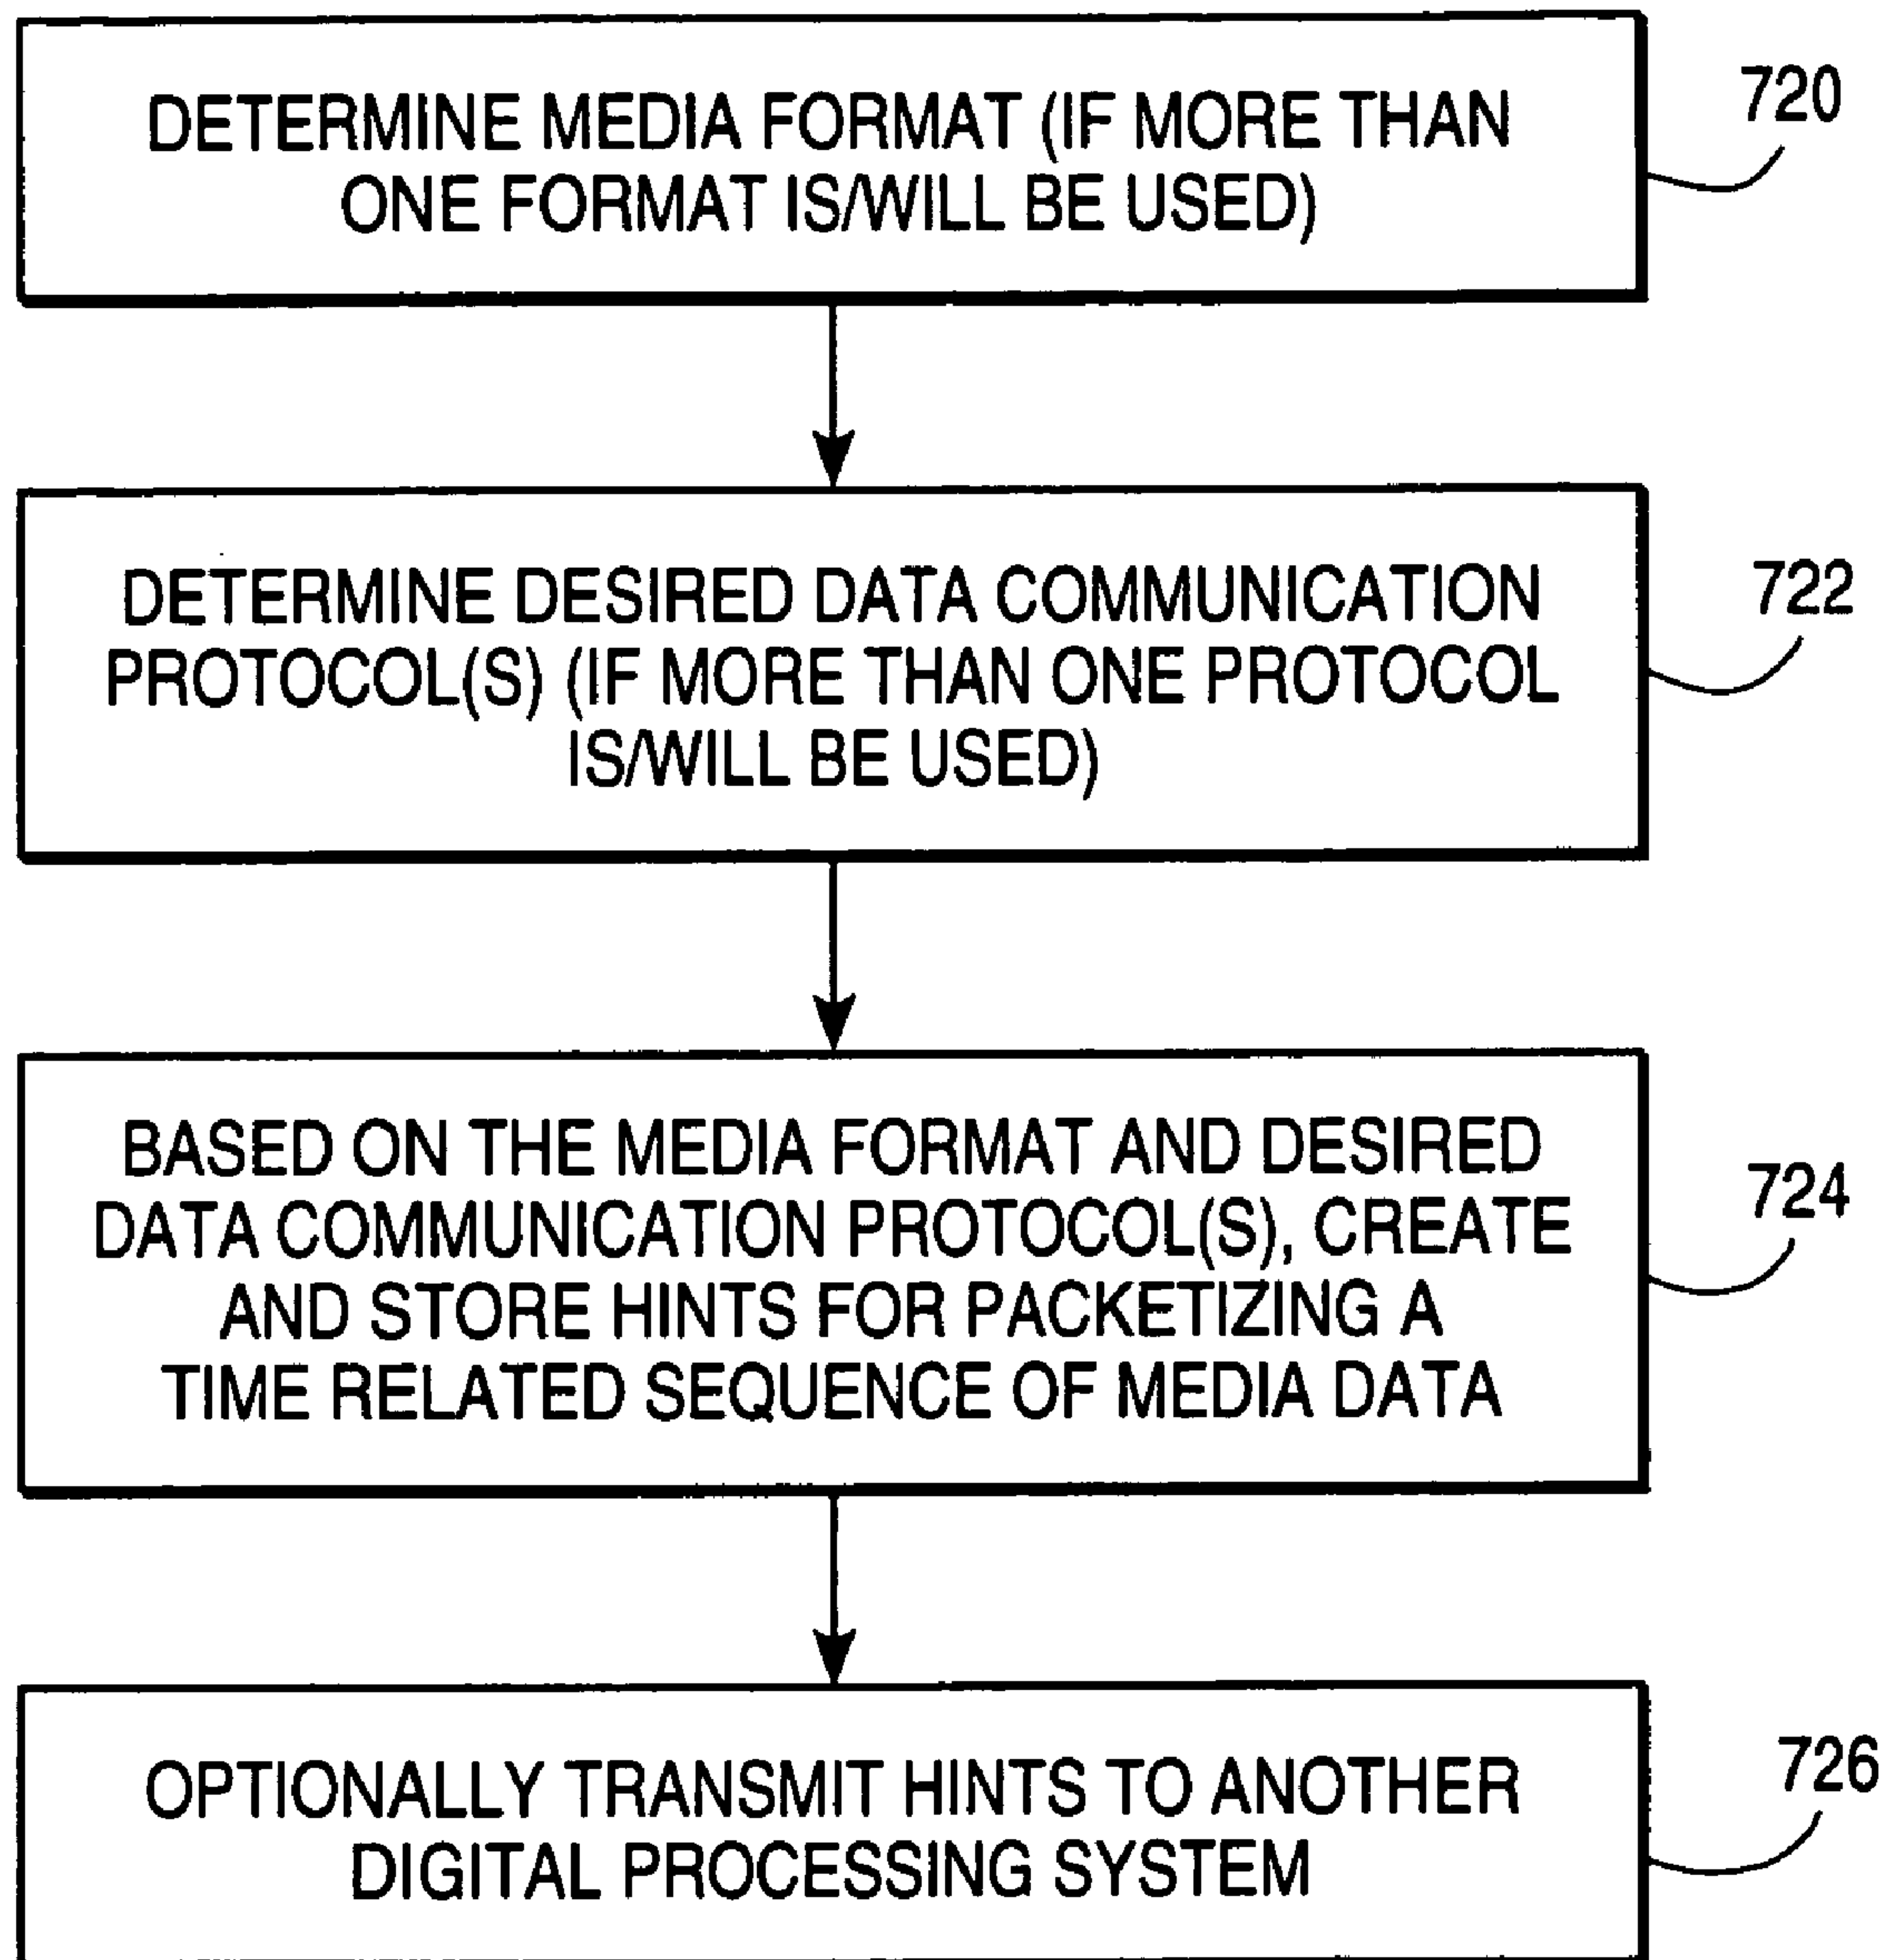 DETERMINE MEDIA FORMAT (IF MORE THAN
ONE FORMAT IS/WILL BE USED)
720
DETERMINE DESIRED DATA COMMUNICATION
PROTOCOL(S) (IF MORE THAN ONE PROTOCOL
IS/WILL BE USED)
722
BASED ON THE MEDIA FORMAT AND DESIRED
DATA COMMUNICATION PROTOCOL(S), CREATE
AND STORE HINTS FOR PACKETIZING A
TIME RELATED SEQUENCE OF MEDIA DATA
724
OPTIONALLY TRANSMIT HINTS TO ANOTHER
DIGITAL PROCESSING SYSTEM
726